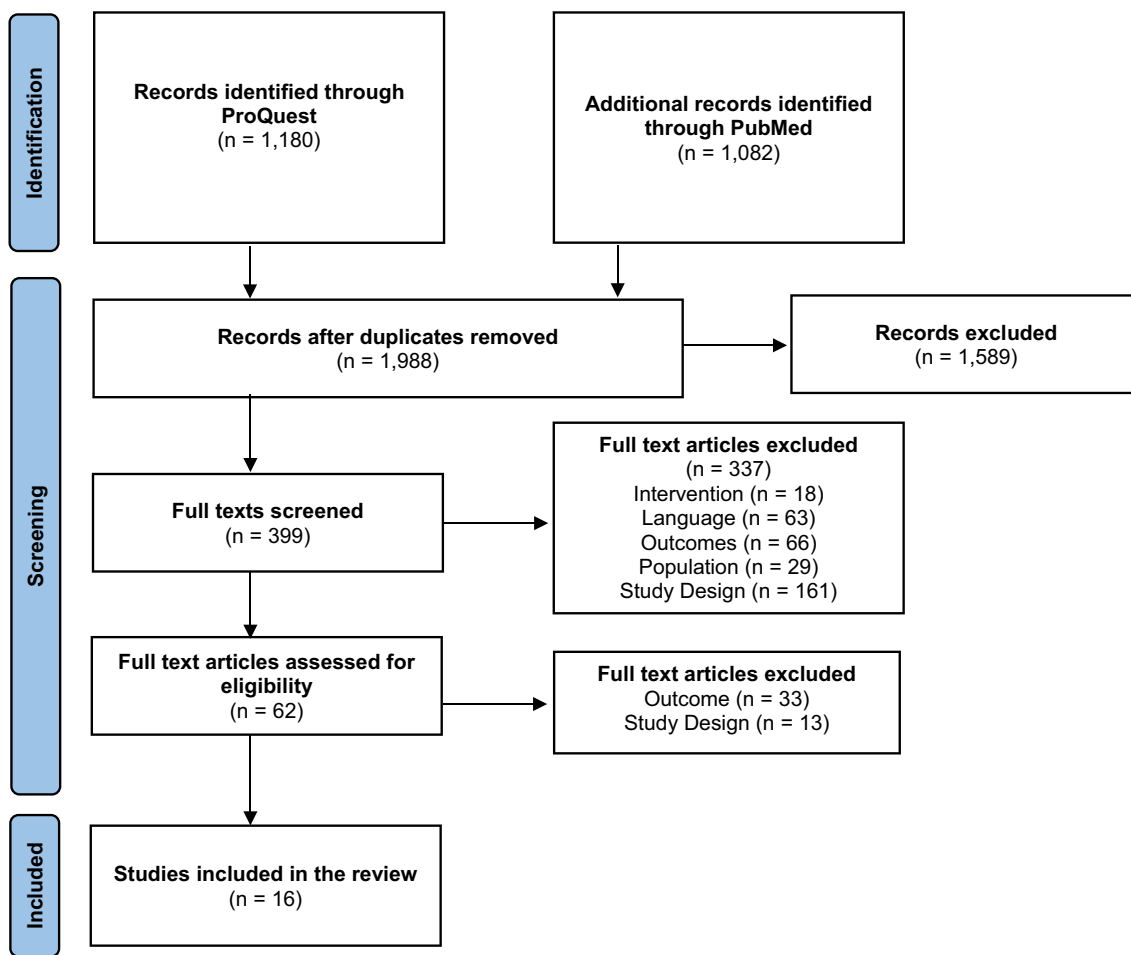 Identification
Records identified through
ProQuest
(n = 1,180)
Additional records identified
through PubMed
(n = 1,082)
Screening
Records after duplicates removed
(n = 1,988)
Records excluded
(n = 1,589)
Full texts screened
(n = 399)
Full text articles excluded
(n = 337)
Intervention (n = 18)
Language (n = 63)
Outcomes (n = 66)
Population (n = 29)
Study Design (n = 161)
Full text articles assessed for
eligibility
(n = 62)
Full text articles excluded
Outcome (n = 33)
Study Design (n = 13)
Included
Studies included in the review
(n = 16)